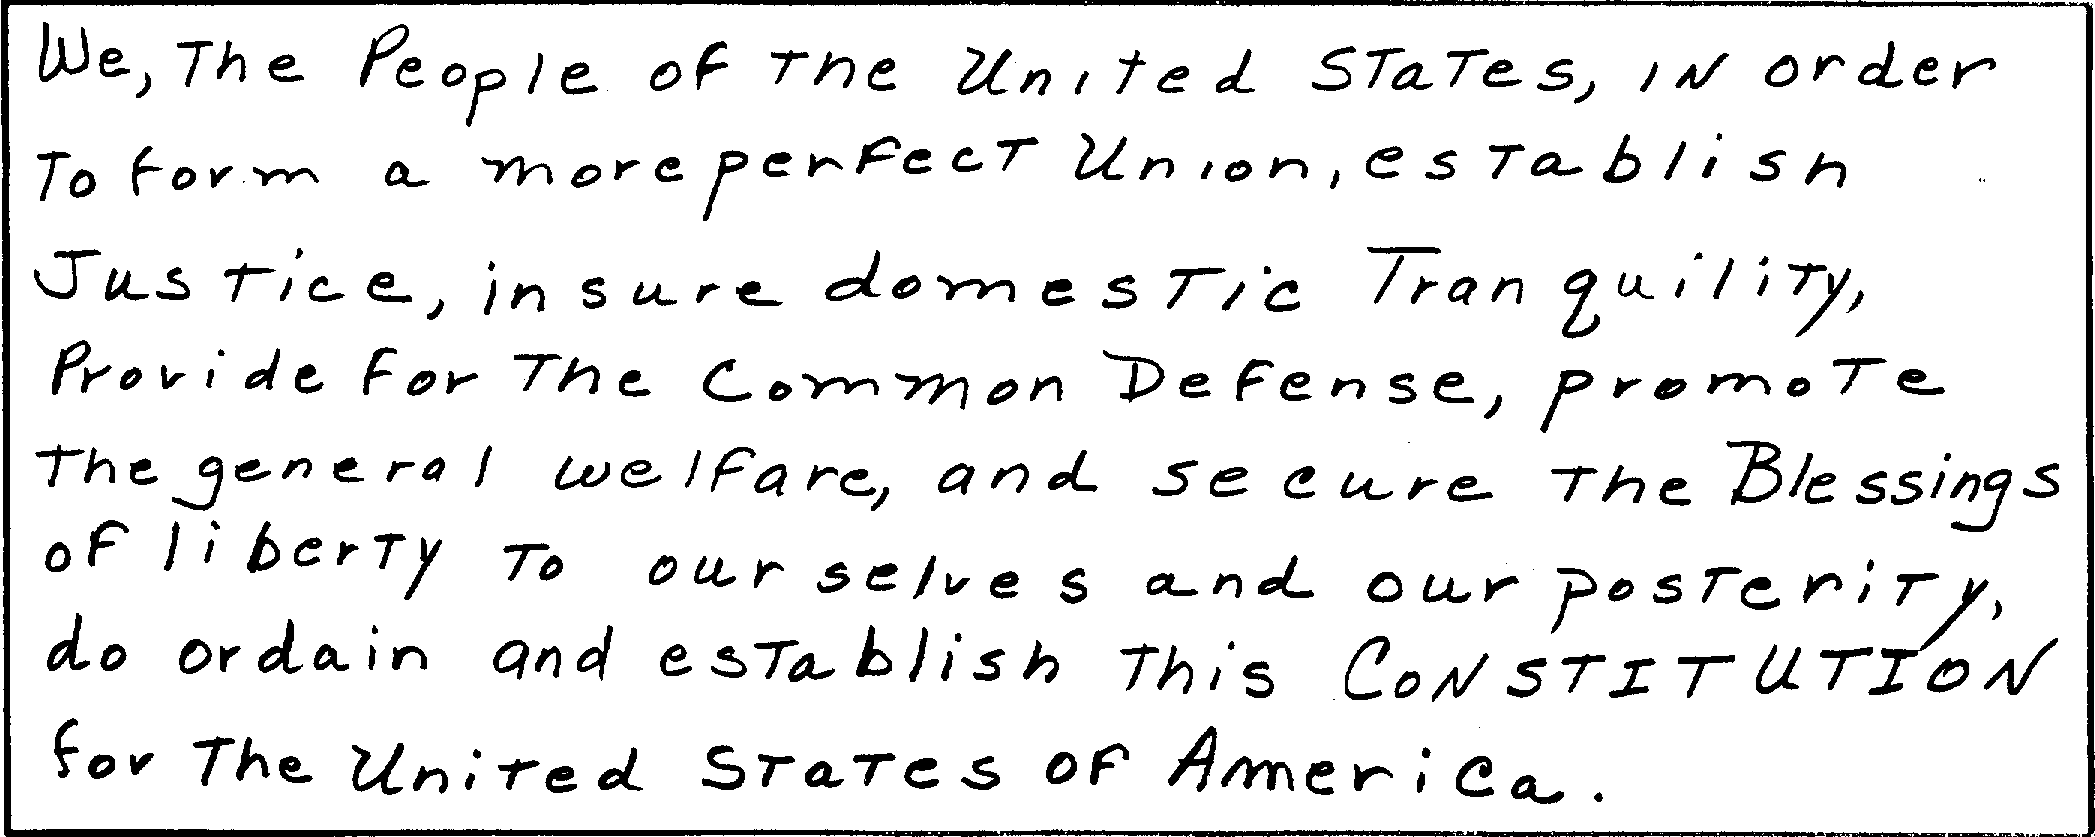 We, The People of the United States, in order
To form a more perfect Union, establish
Justice, insure domestic Tranquility,
Provide for the Common Defense, promote
the general welfare, and secure the Blessings
of liberty to ourselves and our posterity,
do ordain and establish this CONSTITUTION
for the United States of America.